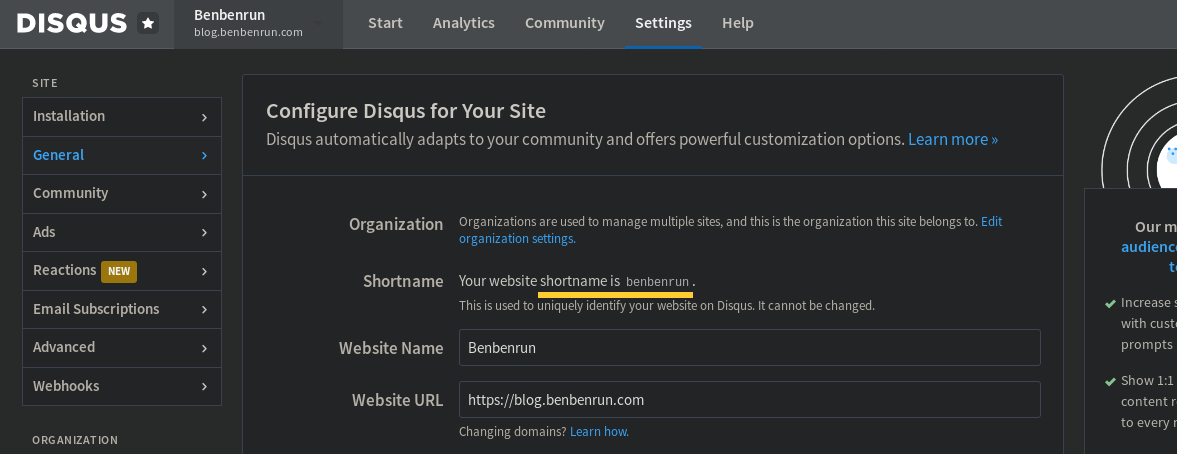 DISQUS
Benbenrun
blog.benbenrun.com
Start Analytics Community Settings Help
SITE
Installation
General
Community
Ads
Reactions NEW
Email Subscriptions
Advanced
Webhooks
ORGANIZATION
Configure Disqus for Your Site
Disqus automatically adapts to your community and offers powerful customization options. Learn more »
Organization
Organizations are used to manage multiple sites, and this is the organization this site belongs to. Edit
organization settings.
Shortname
Your website shortname is benbenrun .
This is used to uniquely identify your website on Disqus. It cannot be changed.
Website Name
Benbenrun
Website URL
https://blog.benbenrun.com
Changing domains? Learn how.
Our m
audience
to
Increase s
with custo
prompts
Show 1:1
content r
to every r